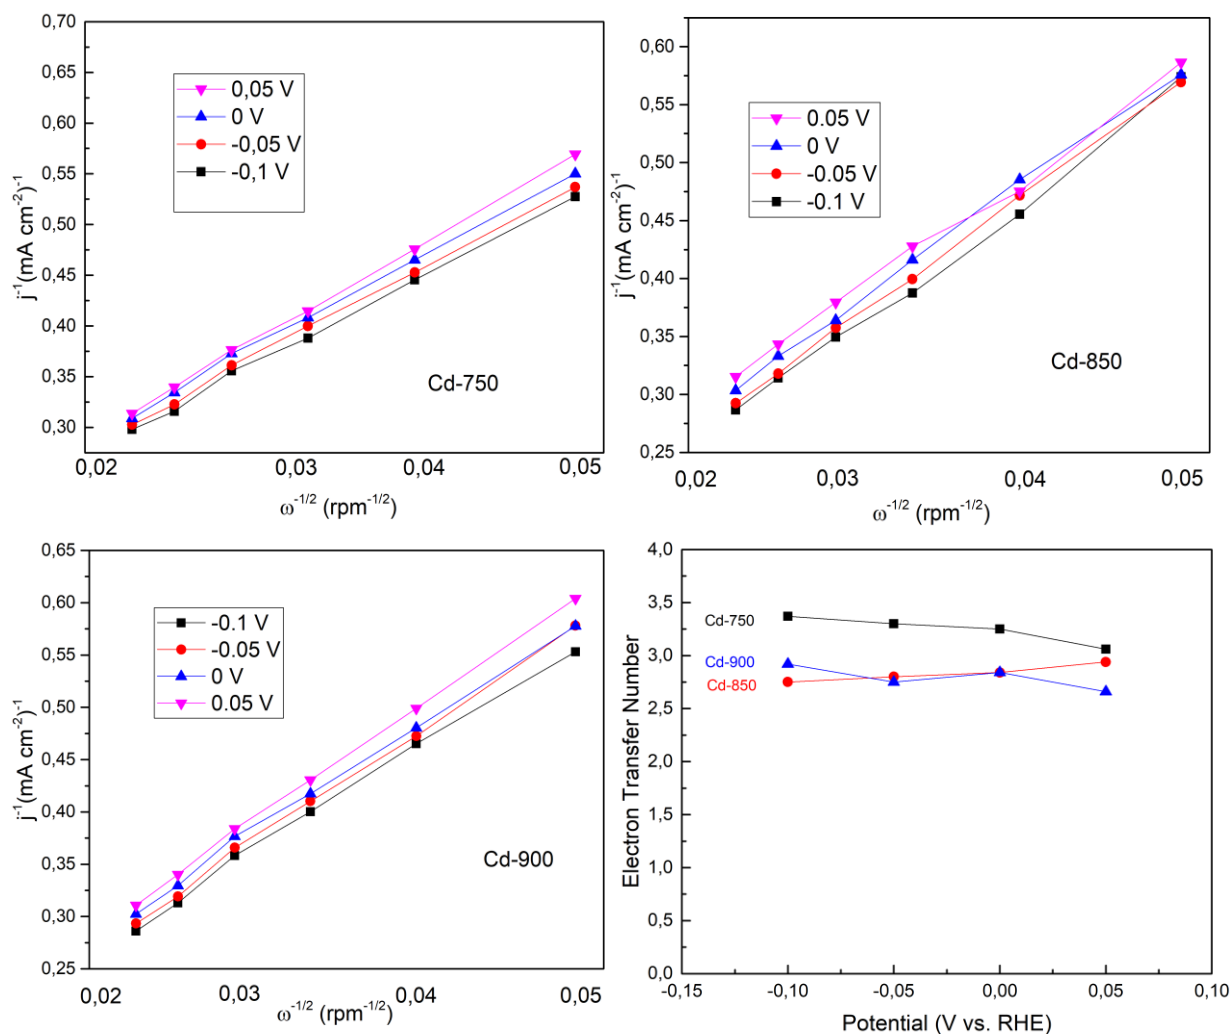 0,70
0,65
0,60
0,55
0,50
0,45
0,40
0,35
0,30
j⁻¹(mA cm⁻²)⁻¹
0,05 V
0 V
-0,05 V
-0,1 V
Cd-750
0,02 0,03 0,04 0,05
ω⁻¹/² (rpm⁻¹/²)
0,60
0,55
0,50
0,45
0,40
0,35
0,30
0,25
j⁻¹(mA cm⁻²)⁻¹
0.05 V
0 V
-0.05 V
-0.1 V
Cd-850
0,02 0,03 0,04 0,05
ω⁻¹/² (rpm⁻¹/²)
0,65
0,60
0,55
0,50
0,45
0,40
0,35
0,30
0,25
j⁻¹(mA cm⁻²)⁻¹
-0.1 V
-0.05 V
0 V
0.05 V
Cd-900
0,02 0,03 0,04 0,05
ω⁻¹/² (rpm⁻¹/²)
4,0
3,5
3,0
2,5
2,0
1,5
1,0
0,5
0,0
Electron Transfer Number
Cd-750
Cd-900
Cd-850
-0,15 -0,10 -0,05 0,00 0,05 0,10
Potential (V vs. RHE)